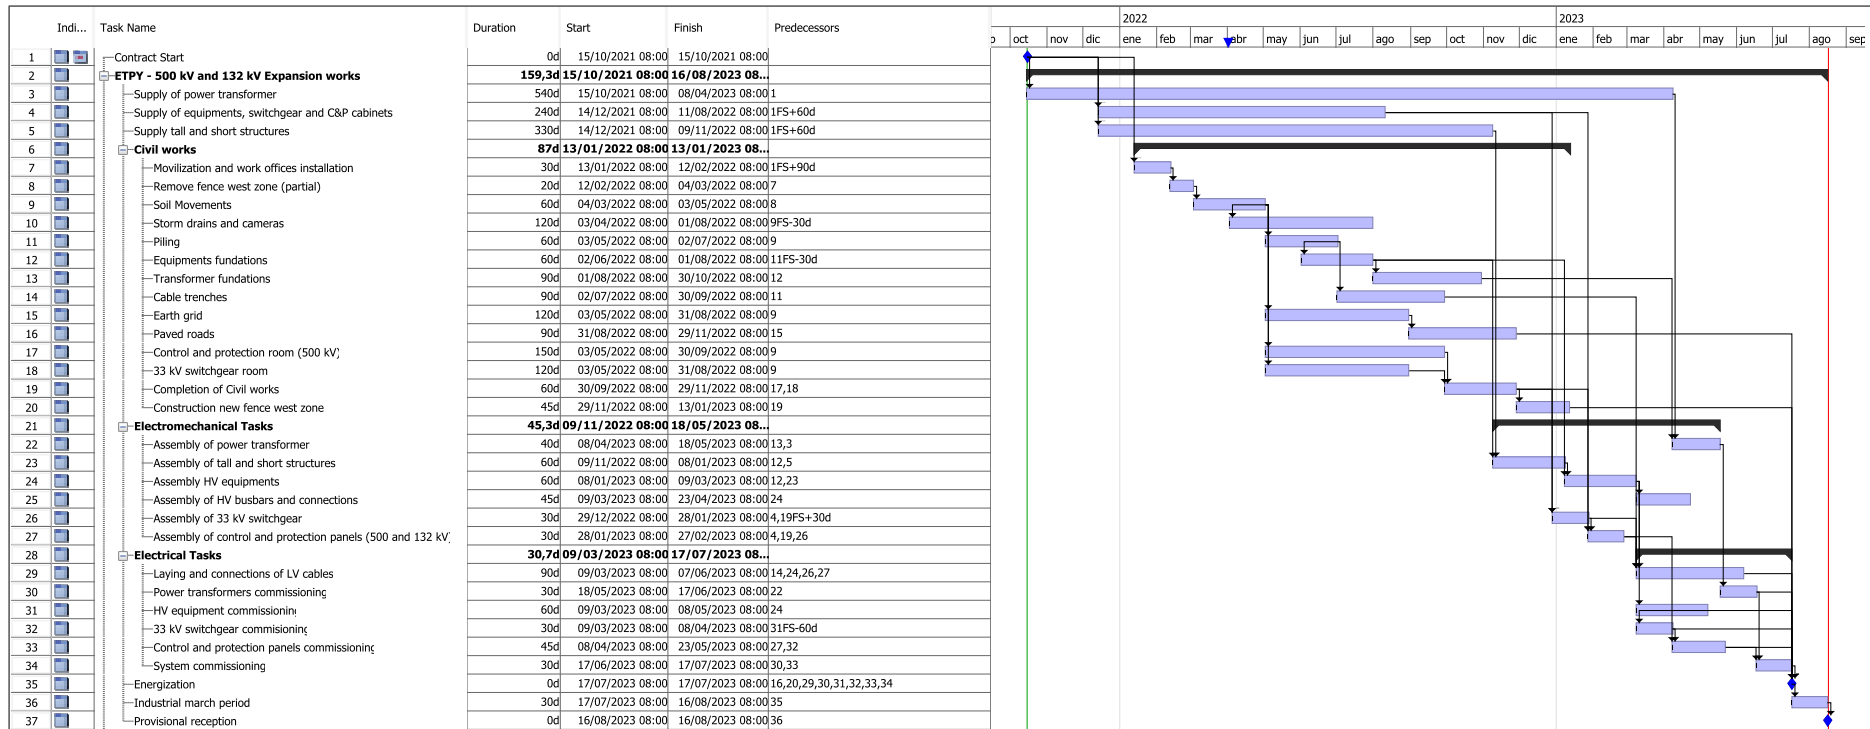 2022 2023
Indi... Task Name Duration Start Finish Predecessors oct nov dic ene feb mar abr may jun jul ago sep oct nov dic ene feb mar abr may jun jul ago sep
1 Contract Start 0d 15/10/2021 08:00 15/10/2021 08:00
2 ETPY - 500 kV and 132 kV Expansion works 159,3d 15/10/2021 08:00 16/08/2023 08...
3 Supply of power transformer 540d 15/10/2021 08:00 08/04/2023 08:00 1
4 Supply of equipments, switchgear and C&P cabinets 240d 14/12/2021 08:00 11/08/2022 08:00 1FS+60d
5 Supply tall and short structures 330d 14/12/2021 08:00 09/11/2022 08:00 1FS+60d
6 Civil works 87d 13/01/2022 08:00 13/01/2023 08...
7 Movilization and work offices installation 30d 13/01/2022 08:00 12/02/2022 08:00 1FS+90d
8 Remove fence west zone (partial) 20d 12/02/2022 08:00 04/03/2022 08:00 7
9 Soil Movements 60d 04/03/2022 08:00 03/05/2022 08:00 8
10 Storm drains and cameras 120d 03/04/2022 08:00 01/08/2022 08:00 9FS-30d
11 Piling 60d 03/05/2022 08:00 02/07/2022 08:00 9
12 Equipments fundations 60d 02/06/2022 08:00 01/08/2022 08:00 11FS-30d
13 Transformer fundations 90d 01/08/2022 08:00 30/10/2022 08:00 12
14 Cable trenches 90d 02/07/2022 08:00 30/09/2022 08:00 11
15 Earth grid 120d 03/05/2022 08:00 31/08/2022 08:00 9
16 Paved roads 90d 31/08/2022 08:00 29/11/2022 08:00 15
17 Control and protection room (500 kV) 150d 03/05/2022 08:00 30/09/2022 08:00 9
18 33 kV switchgear room 120d 03/05/2022 08:00 31/08/2022 08:00 9
19 Completion of Civil works 60d 30/09/2022 08:00 29/11/2022 08:00 17,18
20 Construction new fence west zone 45d 29/11/2022 08:00 13/01/2023 08:00 19
21 Electromechanical Tasks 45,3d 09/11/2022 08:00 18/05/2023 08...
22 Assembly of power transformer 40d 08/04/2023 08:00 18/05/2023 08:00 13,3
23 Assembly of tall and short structures 60d 09/11/2022 08:00 08/01/2023 08:00 12,5
24 Assembly HV equipments 60d 08/01/2023 08:00 09/03/2023 08:00 12,23
25 Assembly of HV busbars and connections 45d 09/03/2023 08:00 23/04/2023 08:00 24
26 Assembly of 33 kV switchgear 30d 29/12/2022 08:00 28/01/2023 08:00 4,19FS+30d
27 Assembly of control and protection panels (500 and 132 kV) 30d 28/01/2023 08:00 27/02/2023 08:00 4,19,26
28 Electrical Tasks 30,7d 09/03/2023 08:00 17/07/2023 08...
29 Laying and connections of LV cables 90d 09/03/2023 08:00 07/06/2023 08:00 14,24,26,27
30 Power transformers commissioning 30d 18/05/2023 08:00 17/06/2023 08:00 22
31 HV equipment commissioning 60d 09/03/2023 08:00 08/05/2023 08:00 24
32 33 kV switchgear commisioning 30d 09/03/2023 08:00 08/04/2023 08:00 31FS-60d
33 Control and protection panels commissioning 45d 08/04/2023 08:00 23/05/2023 08:00 27,32
34 System commissioning 30d 17/06/2023 08:00 17/07/2023 08:00 30,33
35 Energization 0d 17/07/2023 08:00 17/07/2023 08:00 16,20,29,30,31,32,33,34
36 Industrial march period 30d 17/07/2023 08:00 16/08/2023 08:00 35
37 Provisional reception 0d 16/08/2023 08:00 16/08/2023 08:00 36